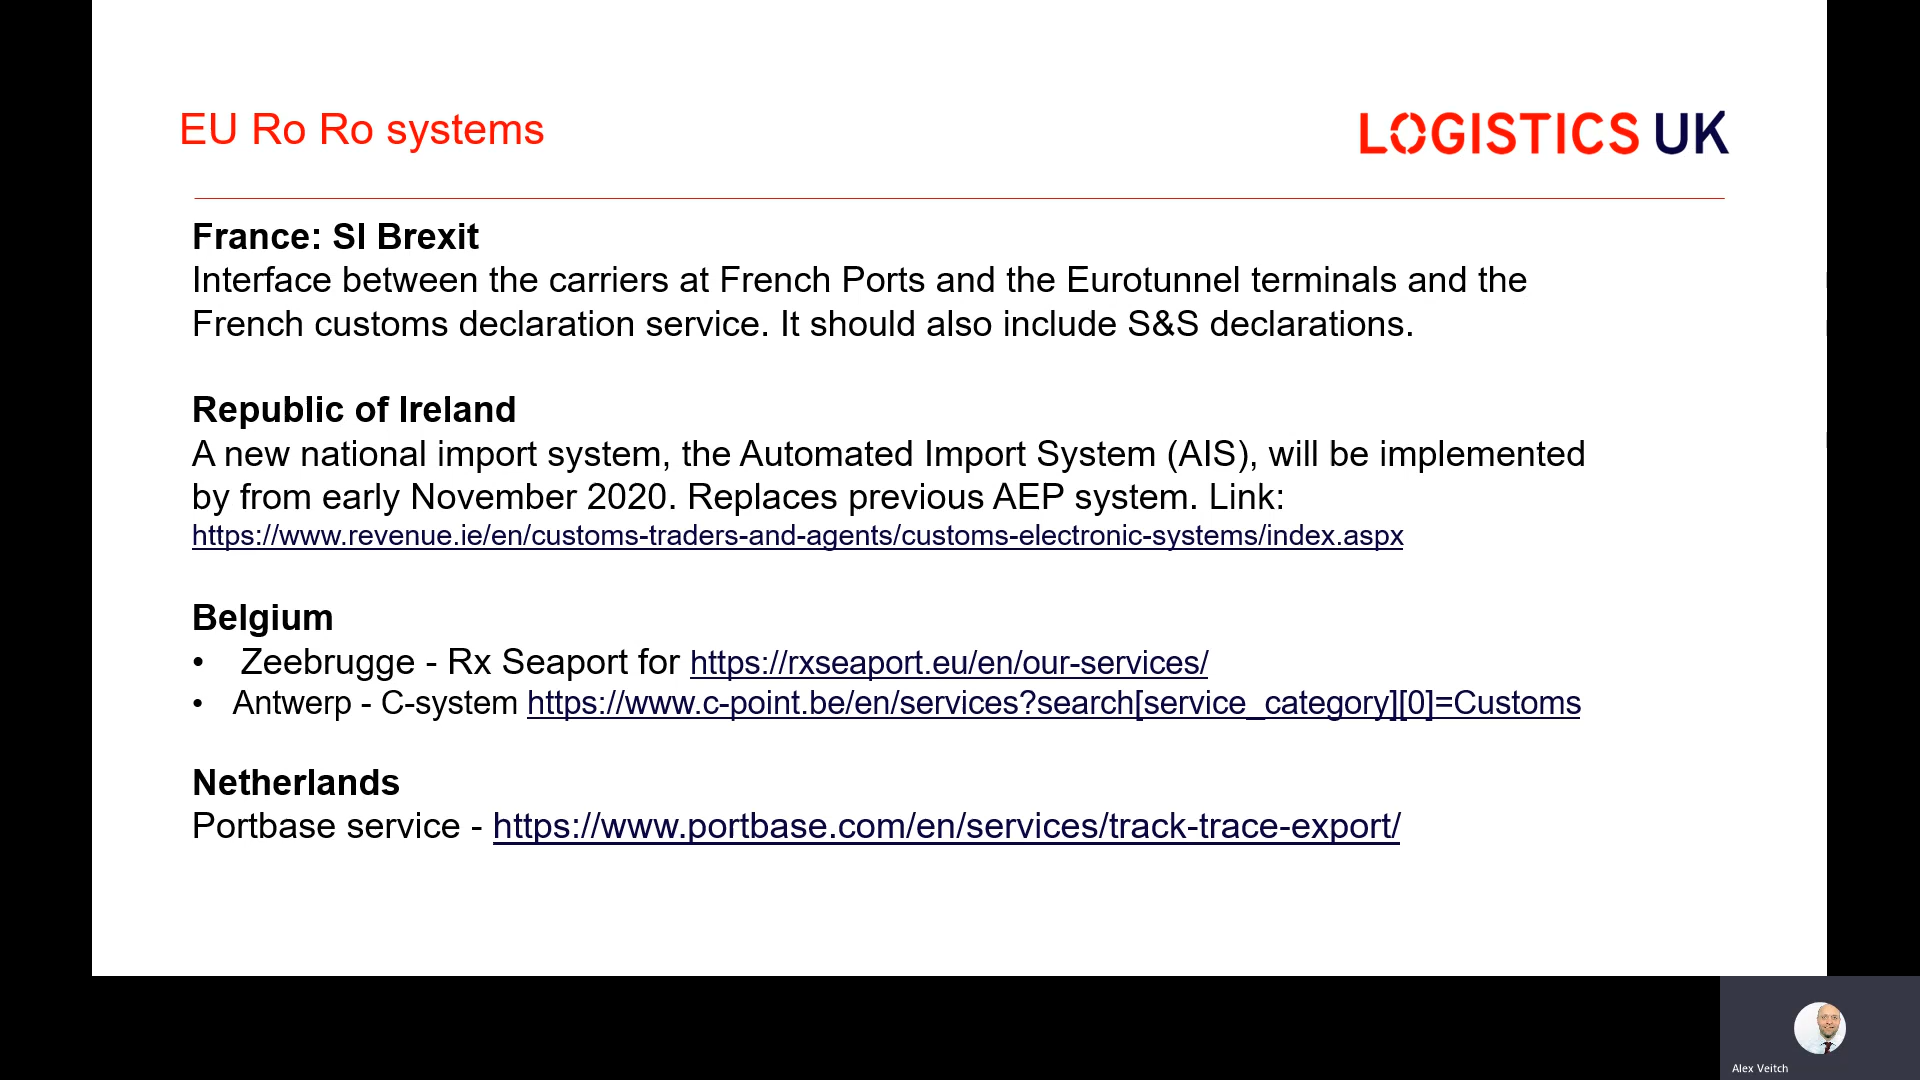 EU Ro Ro systems
LOGISTICS UK
France: SI Brexit
Interface between the carriers at French Ports and the Eurotunnel terminals and the
French customs declaration service. It should also include S&S declarations.
Republic of Ireland
A new national import system, the Automated Import System (AIS), will be implemented
by from early November 2020. Replaces previous AEP system. Link:
https://www.revenue.ie/en/customs-traders-and-agents/customs-electronic-systems/index.aspx
Belgium
• Zeebrugge - Rx Seaport for https://rxseaport.eu/en/our-services/
• Antwerp - C-system https://www.c-point.be/en/services?search[service_category][0]=Customs
Netherlands
Portbase service - https://www.portbase.com/en/services/track-trace-export/
Alex Veitch